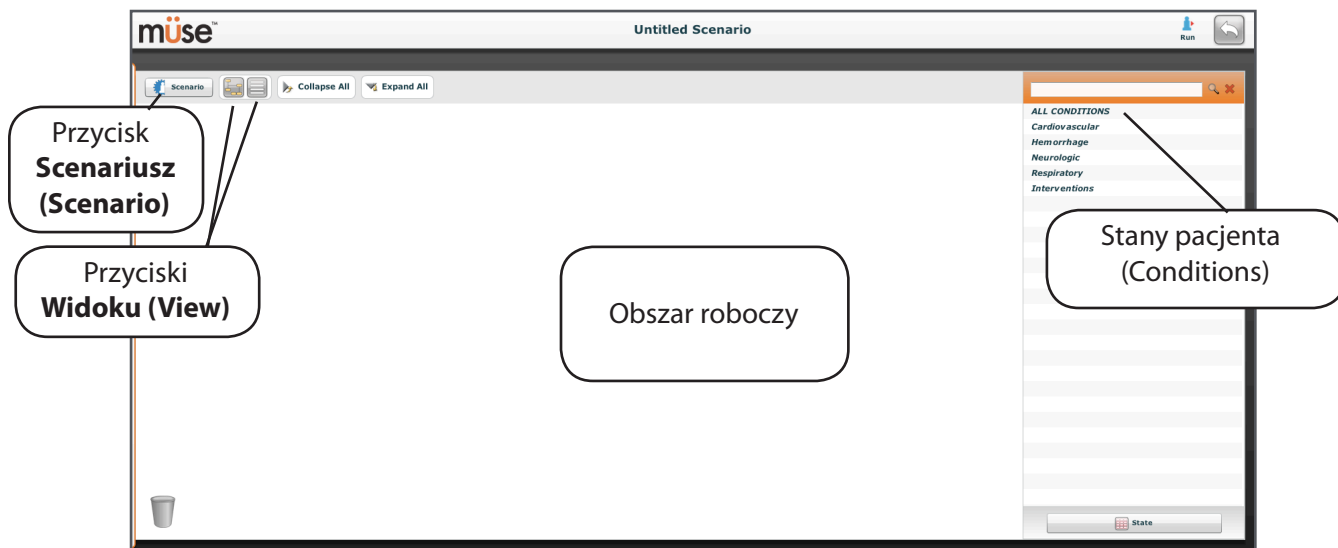 müse™
Untitled Scenario
Run
Scenario
Collapse All
Expand All
ALL CONDITIONS
Cardiovascular
Hemorrhage
Neurologic
Respiratory
Interventions
Przycisk
Scenariusz
(Scenario)
Przyciski
Widoku (View)
Obszar roboczy
Stany pacjenta
(Conditions)
State